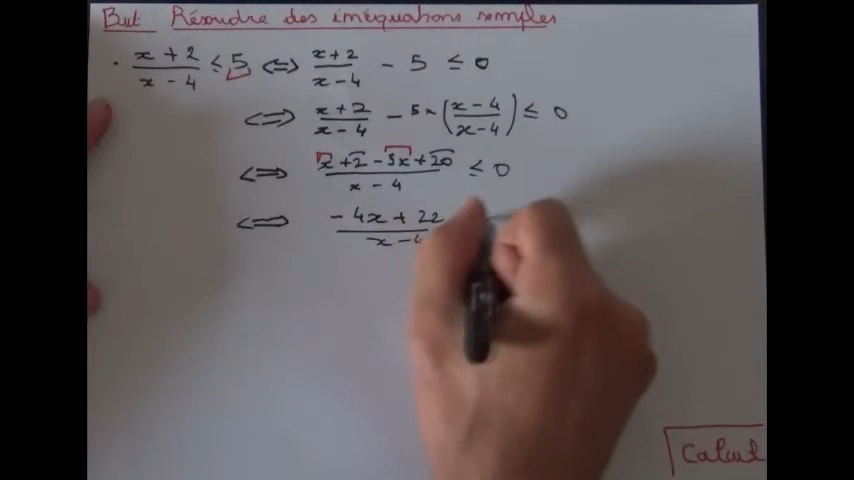 But: Résoudre des inéquations simples
. x + 2 / x - 4 ≤ 5 <=> x+2 / x-4 - 5 ≤ 0
<=> x+2 / x-4 - 5 × (x-4 / x-4) ≤ 0
<=> x+2-5x+20 / x-4 ≤ 0
<=> -4x+22 / x-4
Calcul